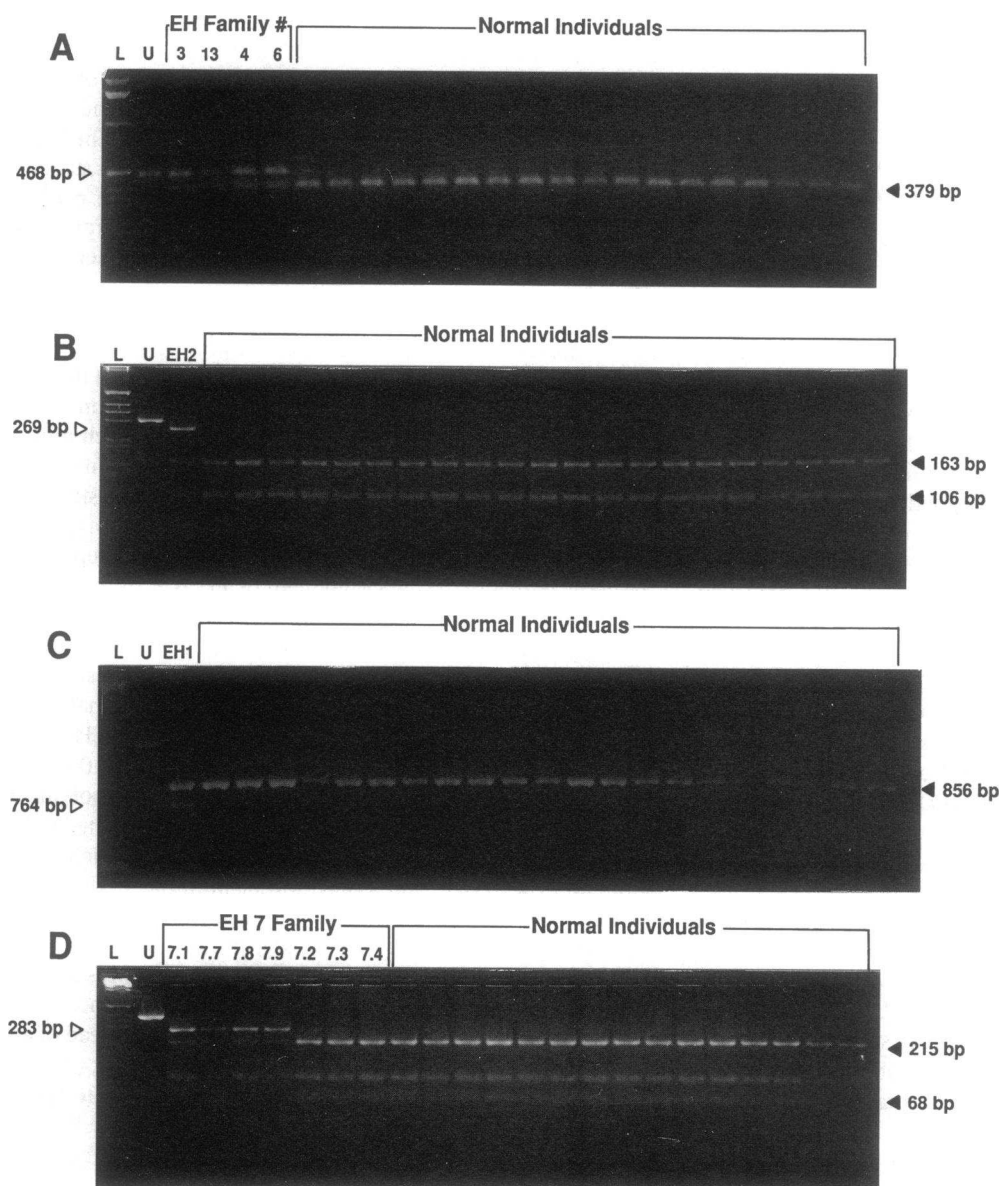 A
EH Family #
Normal Individuals
L U 3 13 4 6
468 bp
379 bp
B
Normal Individuals
L U EH2
269 bp
163 bp
106 bp
C
Normal Individuals
L U EH1
764 bp
856 bp
D
EH 7 Family
Normal Individuals
L U 7.1 7.7 7.8 7.9 7.2 7.3 7.4
283 bp
215 bp
68 bp